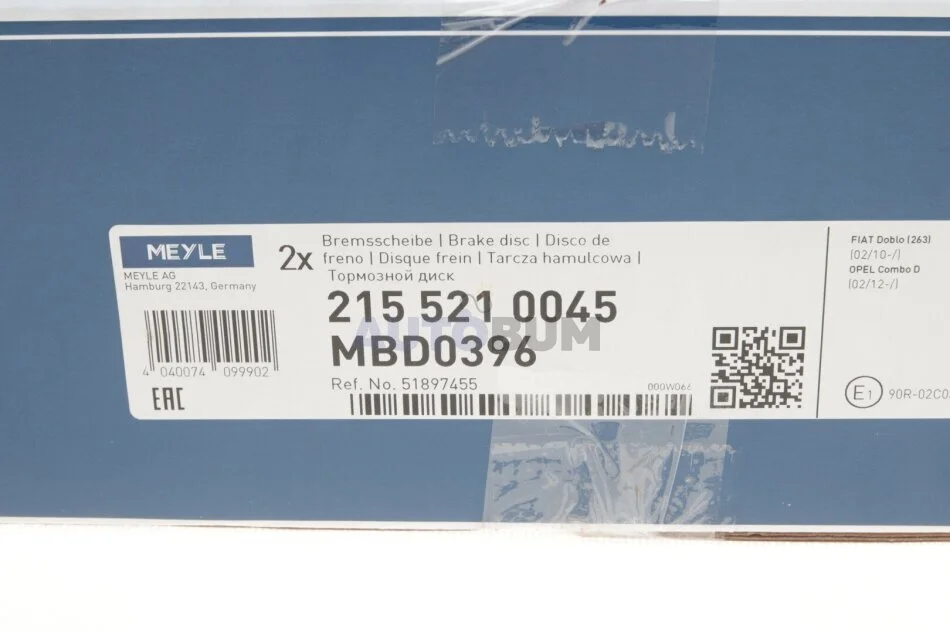 MEYLE
MEYLE AG
Hamburg 22143, Germany
4 040074 099902
EAC
2x
Bremsscheibe | Brake disc | Disco de
freno | Disque frein | Tarcza hamulcowa |
Тормозной диск
215 521 0045
AUTOBUM
MBD0396
Ref. No. 51897455
000W066
FIAT Doblo (263)
(02/10-/)
OPEL Combo D
(02/12-/)
E1
90R-02C0